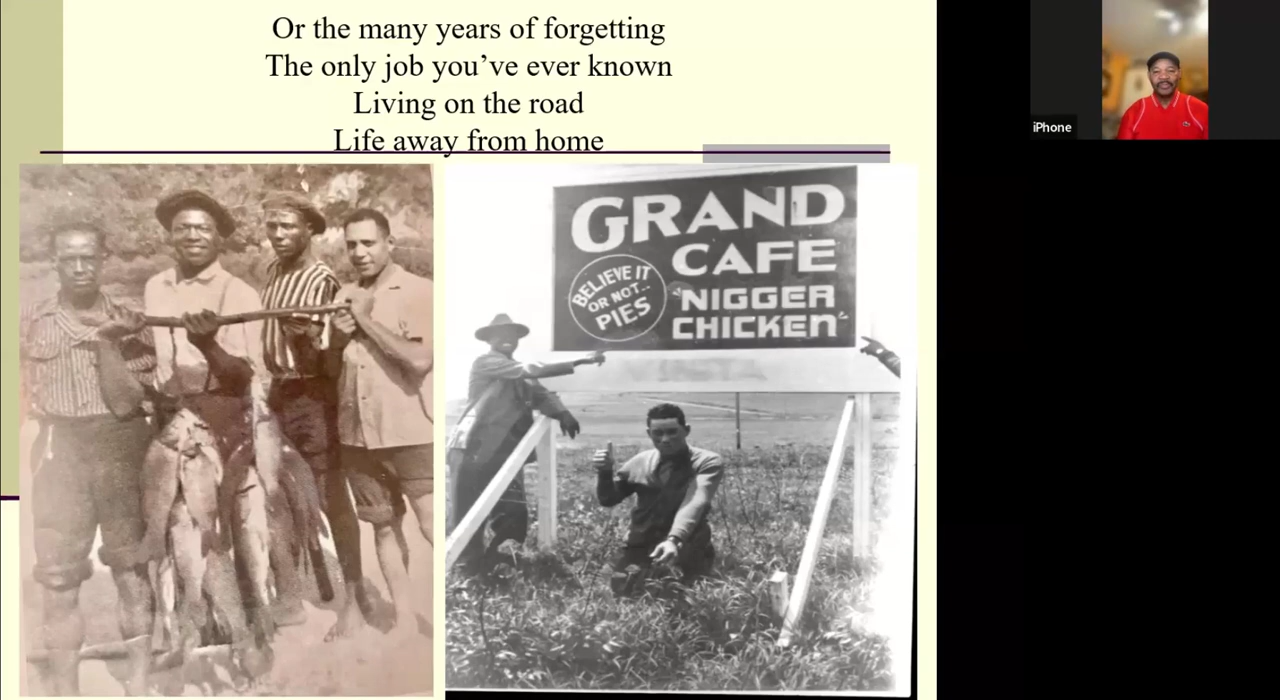 Or the many years of forgetting
The only job you've ever known
Living on the road
Life away from home
iPhone
GRAND
CAFE
BELIEVE IT
OR NOT..
PIES
"NIGGER
CHICKEN"